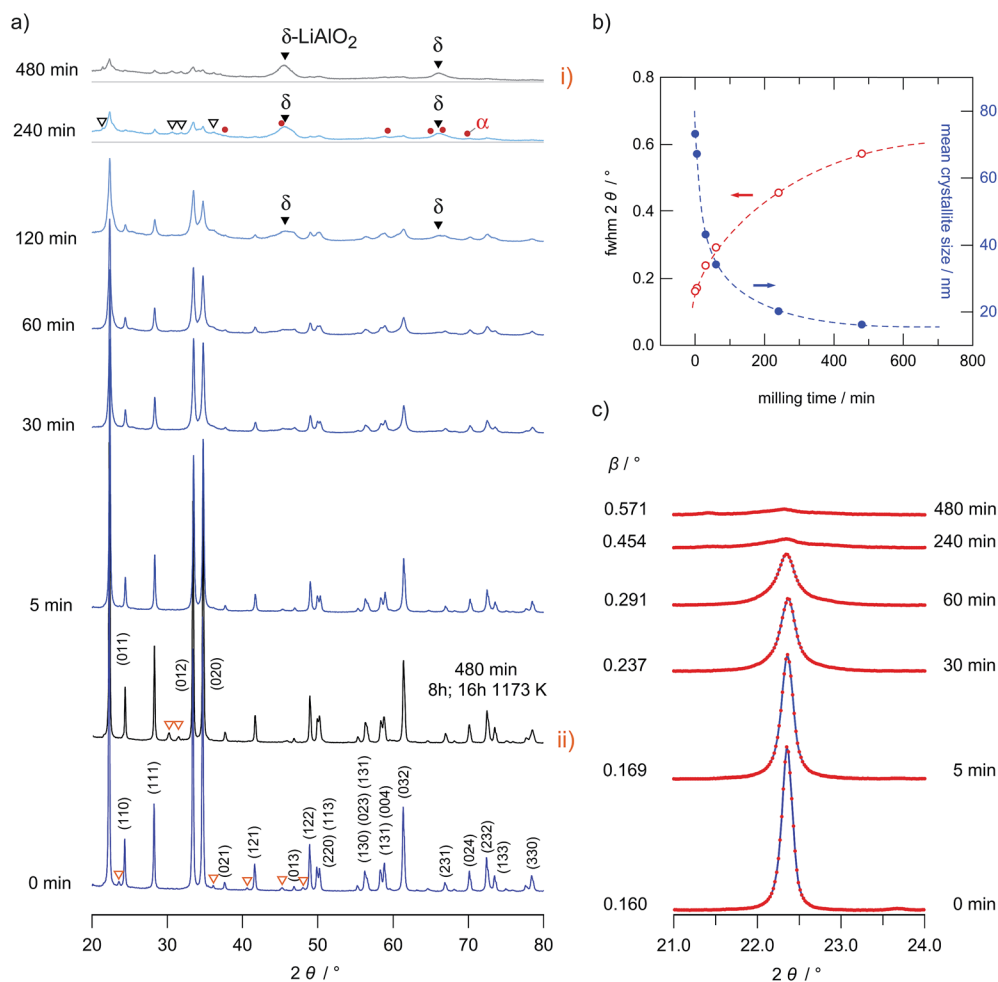 a)
δ-LiAlO2
δ
480 min
i)
δ
δ
α
240 min
δ
δ
120 min
60 min
30 min
5 min
(011)
(012)
(020)
480 min
8h; 16h 1173 K
ii)
(110)
(111)
(021)
(121)
(013)
(122)
(220) (113)
(130) (023) (131)
(131) (004)
(032)
(231)
(024)
(232)
(133)
(330)
0 min
20 30 40 50 60 70 80
2 θ / °
b)
0.8
0.6
0.4
0.2
0.0
fwhm 2 θ / °
80
60
40
20
mean crystallite size / nm
0 200 400 600 800
milling time / min
c)
β / °
0.571 480 min
0.454 240 min
0.291 60 min
0.237 30 min
0.169 5 min
0.160 0 min
21.0 22.0 23.0 24.0
2 θ / °